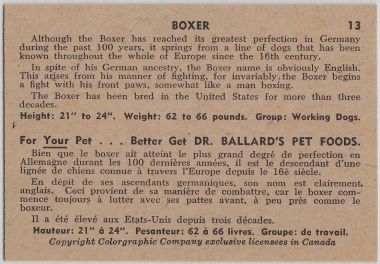 BOXER 13
Although the Boxer has reached its greatest perfection in Germany
during the past 100 years, it springs from a line of dogs that has been
known throughout the whole of Europe since the 16th century.
In spite of his German ancestry, the Boxer name is obviously English.
This arises from his manner of fighting, for invariably the Boxer begins
a fight with his front paws, somewhat like a man boxing.
The Boxer has been bred in the United States for more than three
decades.
Height: 21" to 24". Weight: 62 to 66 pounds. Group: Working Dogs.
For Your Pet . . . Better Get DR. BALLARD'S PET FOODS.
Bien que le boxer ait atteint le plus grand degré de perfection en
Allemagne durant les 100 dernières années, il est le descendant d'une
lignée de chiens connue à travers l'Europe depuis le 16è siècle.
En dépit de ses ascendants germaniques, son nom est clairement
anglais. Ceci provient de sa manière de combattre, car le boxer com-
mence toujours à lutter avec ses pattes avant, à peu près comme le
boxeur.
Il a été élevé aux Etats-Unis depuis trois décades.
Hauteur: 21" à 24". Pesanteur: 62 à 66 livres. Groupe: de travail.
Copyright Colorgraphic Company exclusive licensees in Canada